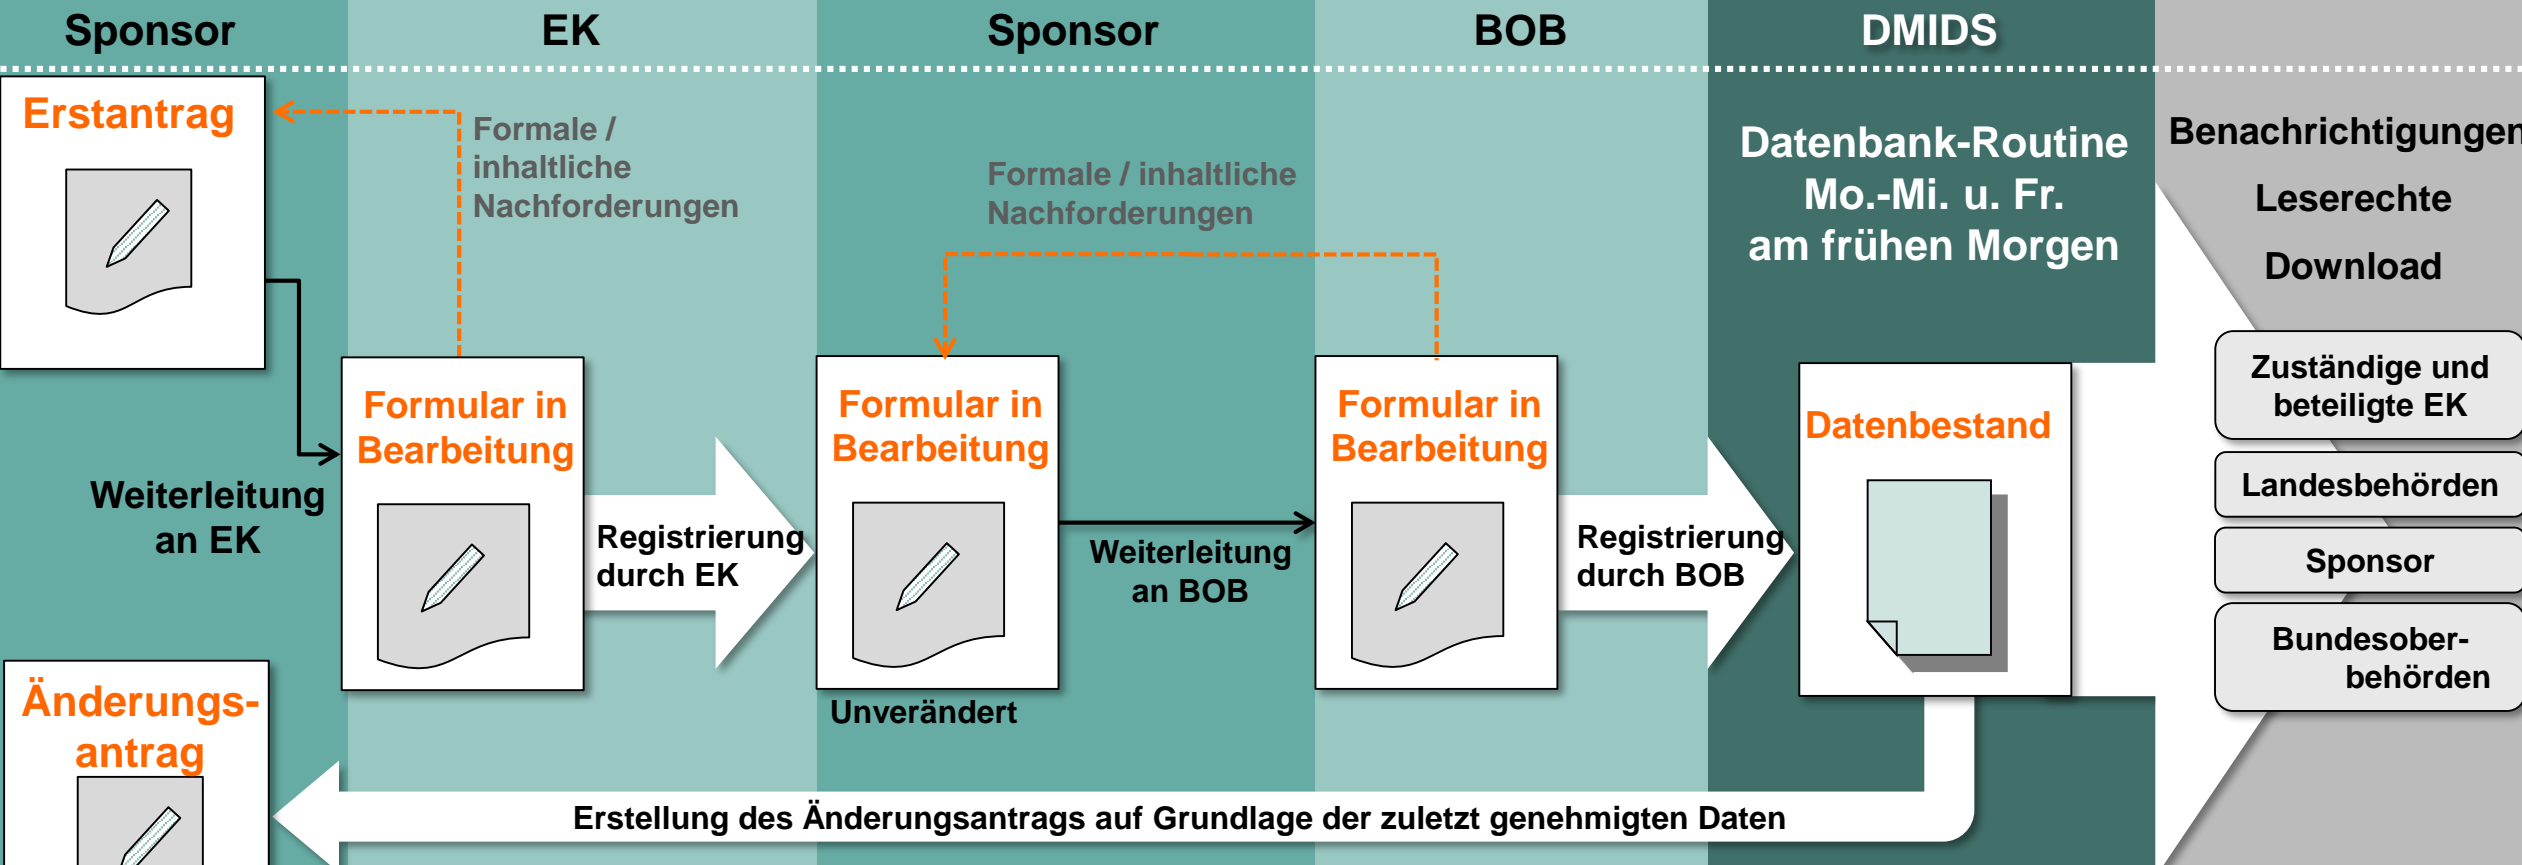 Sponsor
EK
Sponsor
BOB
DMIDS
Erstantrag
Formale /
inhaltliche
Nachforderungen
Formale / inhaltliche
Nachforderungen
Datenbank-Routine
Mo.-Mi. u. Fr.
am frühen Morgen
Benachrichtigungen
Leserechte
Download
Weiterleitung
an EK
Formular in
Bearbeitung
Registrierung
durch EK
Formular in
Bearbeitung
Unverändert
Weiterleitung
an BOB
Formular in
Bearbeitung
Registrierung
durch BOB
Datenbestand
Zuständige und
beteiligte EK
Landesbehörden
Sponsor
Bundesober-
behörden
Änderungs-
antrag
Erstellung des Änderungsantrags auf Grundlage der zuletzt genehmigten Daten